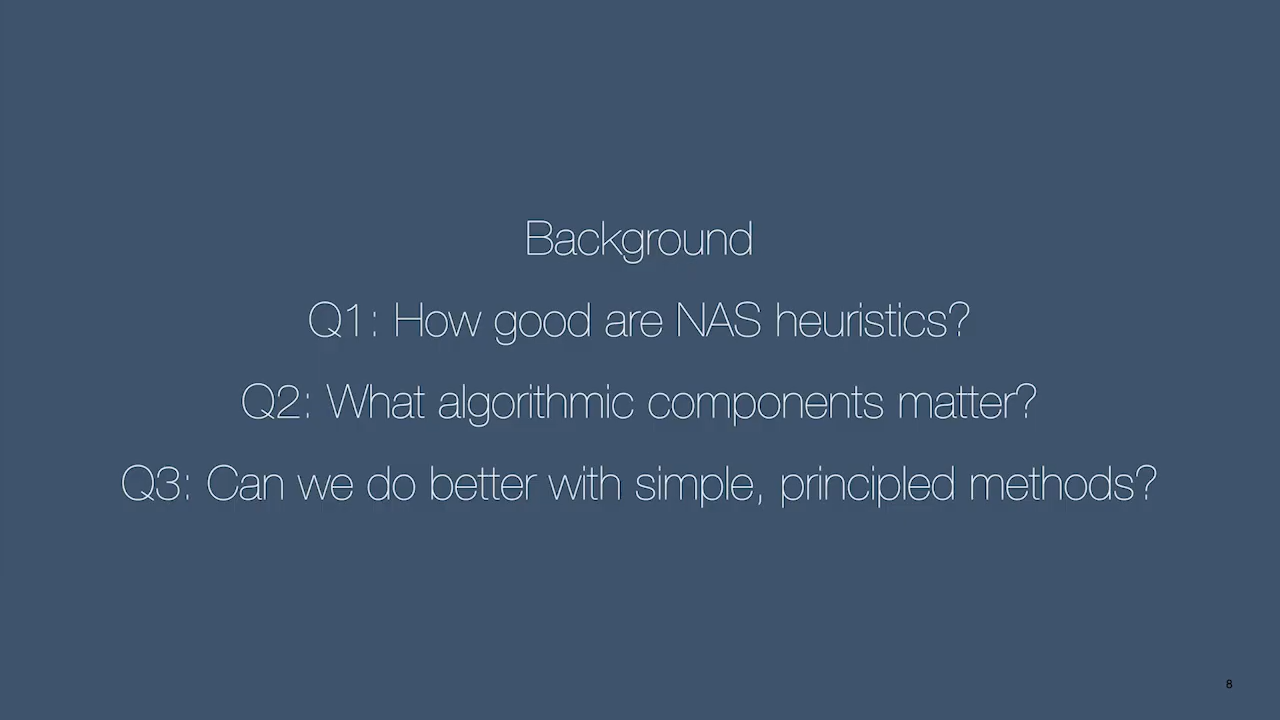 Background
Q1: How good are NAS heuristics?
Q2: What algorithmic components matter?
Q3: Can we do better with simple, principled methods?
8